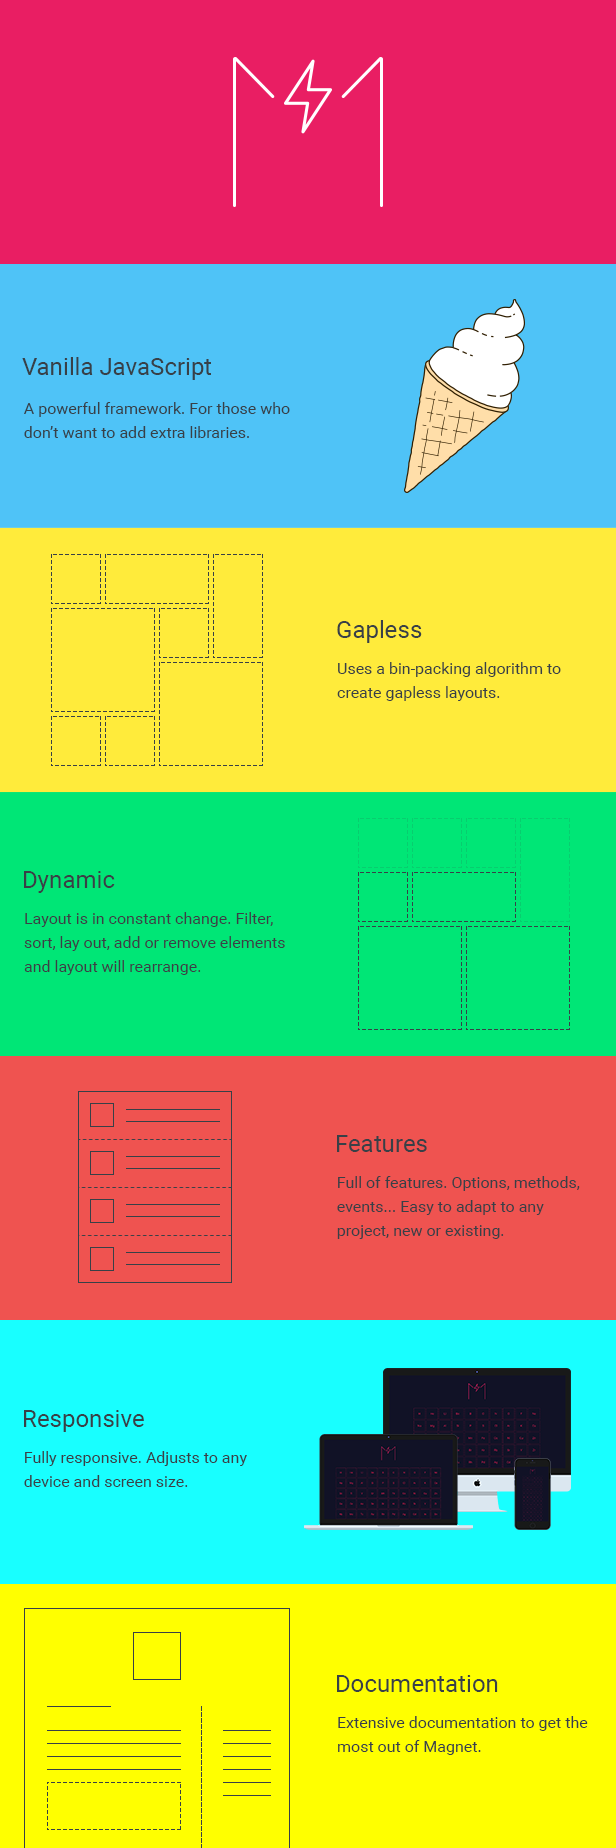 Vanilla JavaScript
A powerful framework. For those who
don’t want to add extra libraries.
Gapless
Uses a bin-packing algorithm to
create gapless layouts.
Dynamic
Layout is in constant change. Filter,
sort, lay out, add or remove elements
and layout will rearrange.
Features
Full of features. Options, methods,
events... Easy to adapt to any
project, new or existing.
Responsive
Fully responsive. Adjusts to any
device and screen size.
Documentation
Extensive documentation to get the
most out of Magnet.